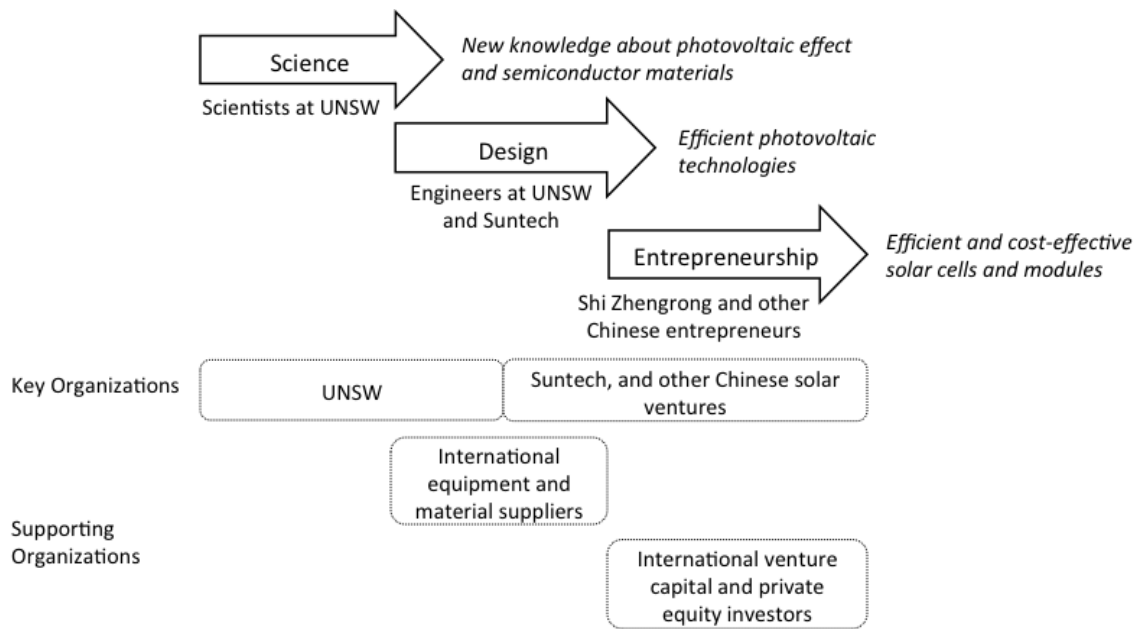 Science
New knowledge about photovoltaic effect
and semiconductor materials
Scientists at UNSW
Design
Efficient photovoltaic
technologies
Engineers at UNSW
and Suntech
Entrepreneurship
Efficient and cost-effective
solar cells and modules
Shi Zhengrong and other
Chinese entrepreneurs
Key Organizations
UNSW
Suntech, and other Chinese solar
ventures
International
equipment and
material suppliers
Supporting
Organizations
International venture
capital and private
equity investors